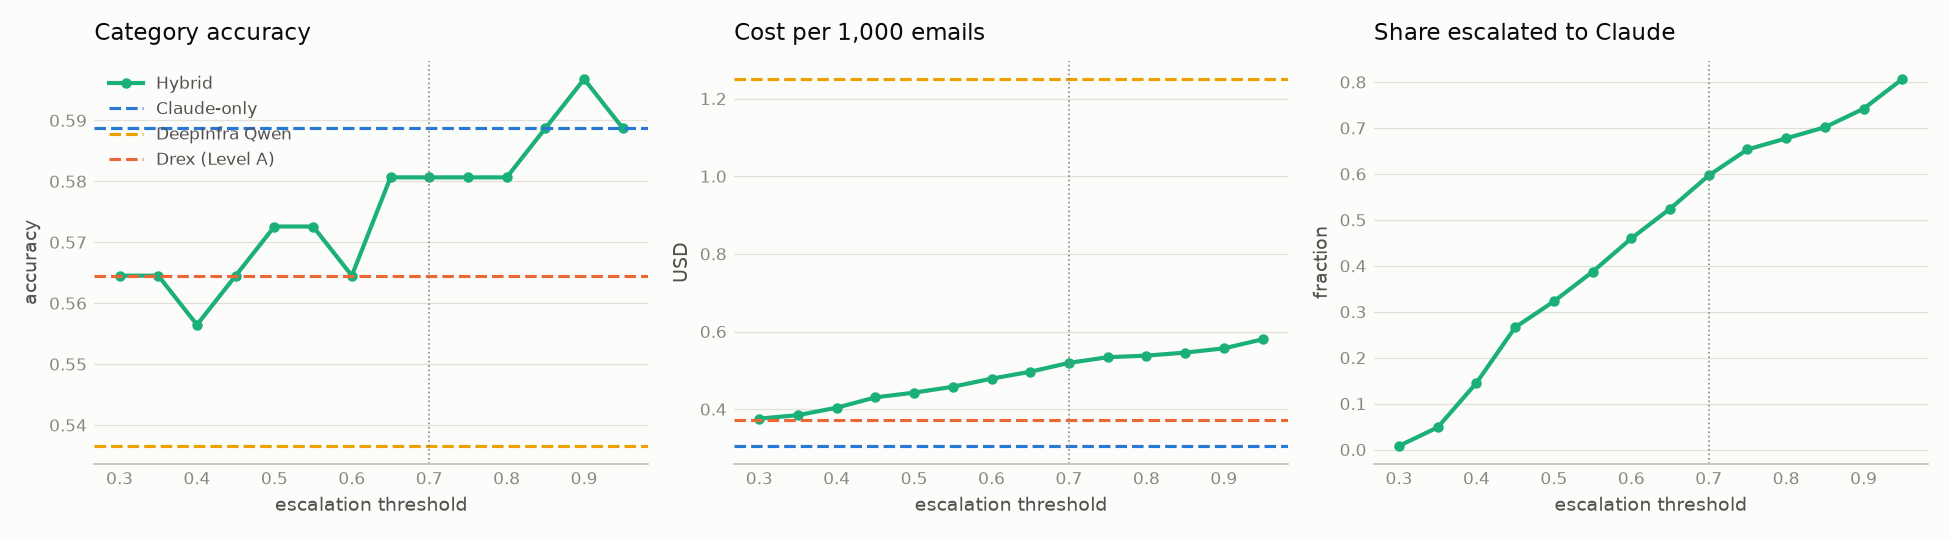 Category accuracy
Hybrid
Claude-only
DeepInfra Qwen
Drex (Level A)
0.59
0.58
0.57
0.56
0.55
0.54
accuracy
0.3 0.4 0.5 0.6 0.7 0.8 0.9
escalation threshold
Cost per 1,000 emails
1.2
1.0
0.8
0.6
0.4
USD
0.3 0.4 0.5 0.6 0.7 0.8 0.9
escalation threshold
Share escalated to Claude
0.8
0.7
0.6
0.5
0.4
0.3
0.2
0.1
0.0
fraction
0.3 0.4 0.5 0.6 0.7 0.8 0.9
escalation threshold